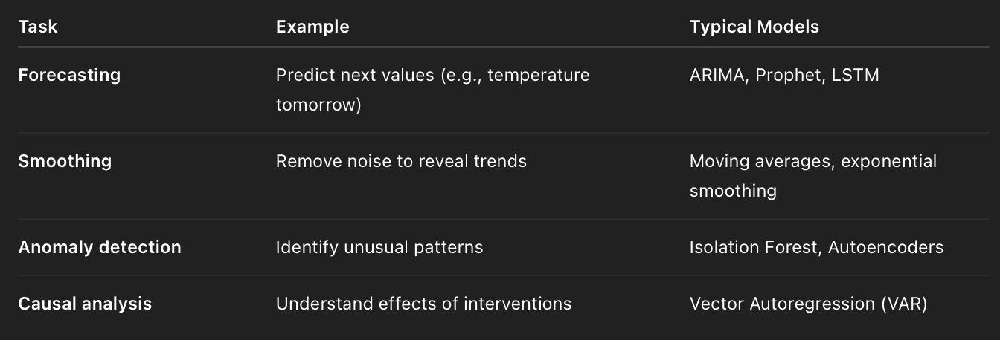 Task Example Typical Models
Forecasting Predict next values (e.g., temperature ARIMA, Prophet, LSTM
tomorrow)
Smoothing Remove noise to reveal trends Moving averages, exponential
smoothing
Anomaly detection Identify unusual patterns Isolation Forest, Autoencoders
Causal analysis Understand effects of interventions Vector Autoregression (VAR)